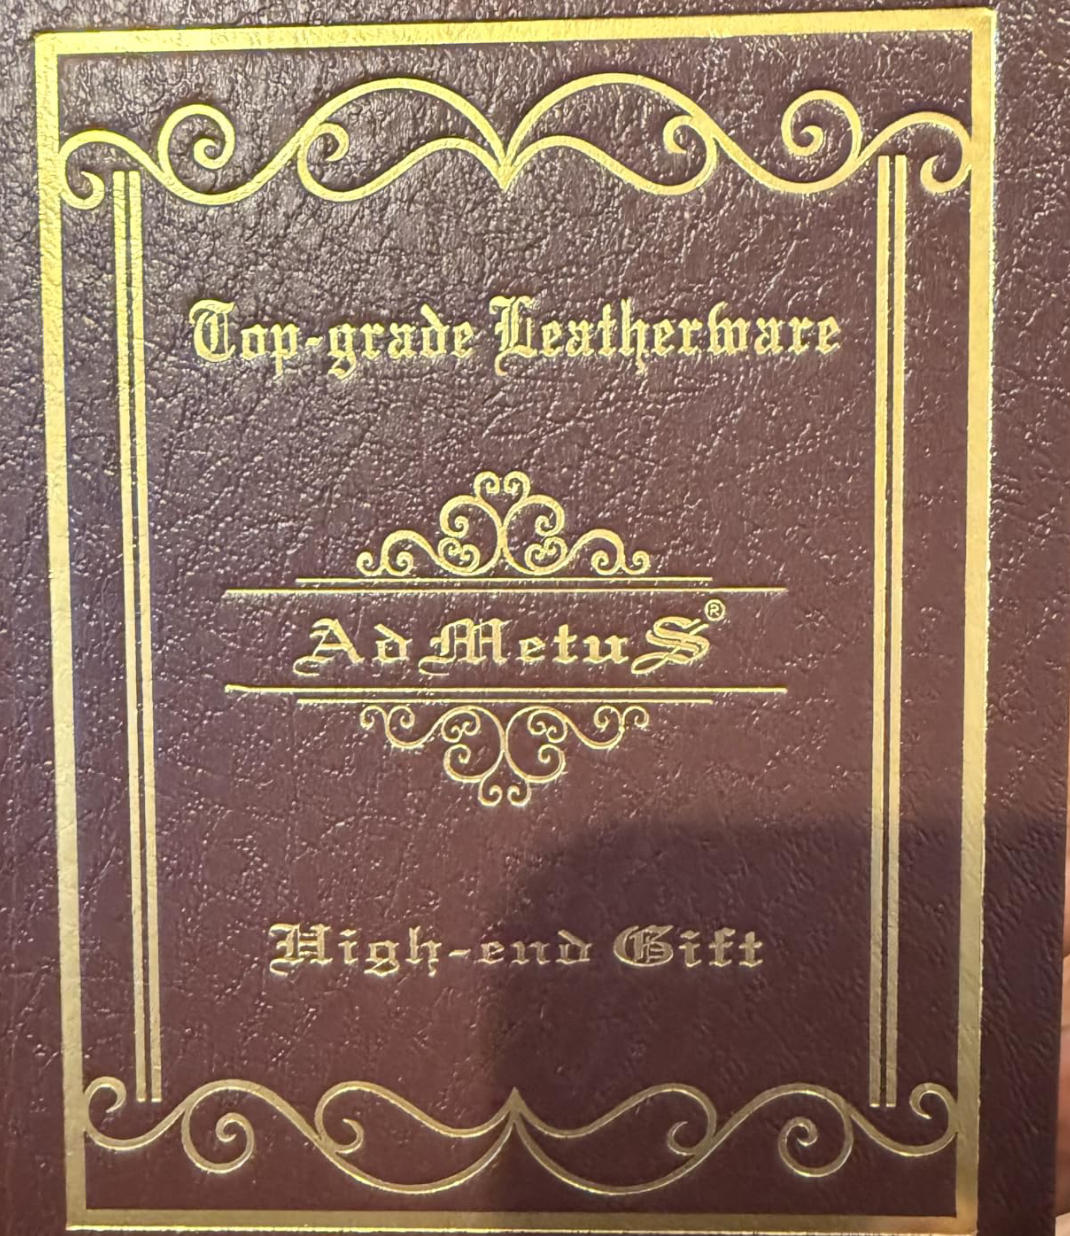 Top-grade Leatherware
AdMetuS®
High-end Gift